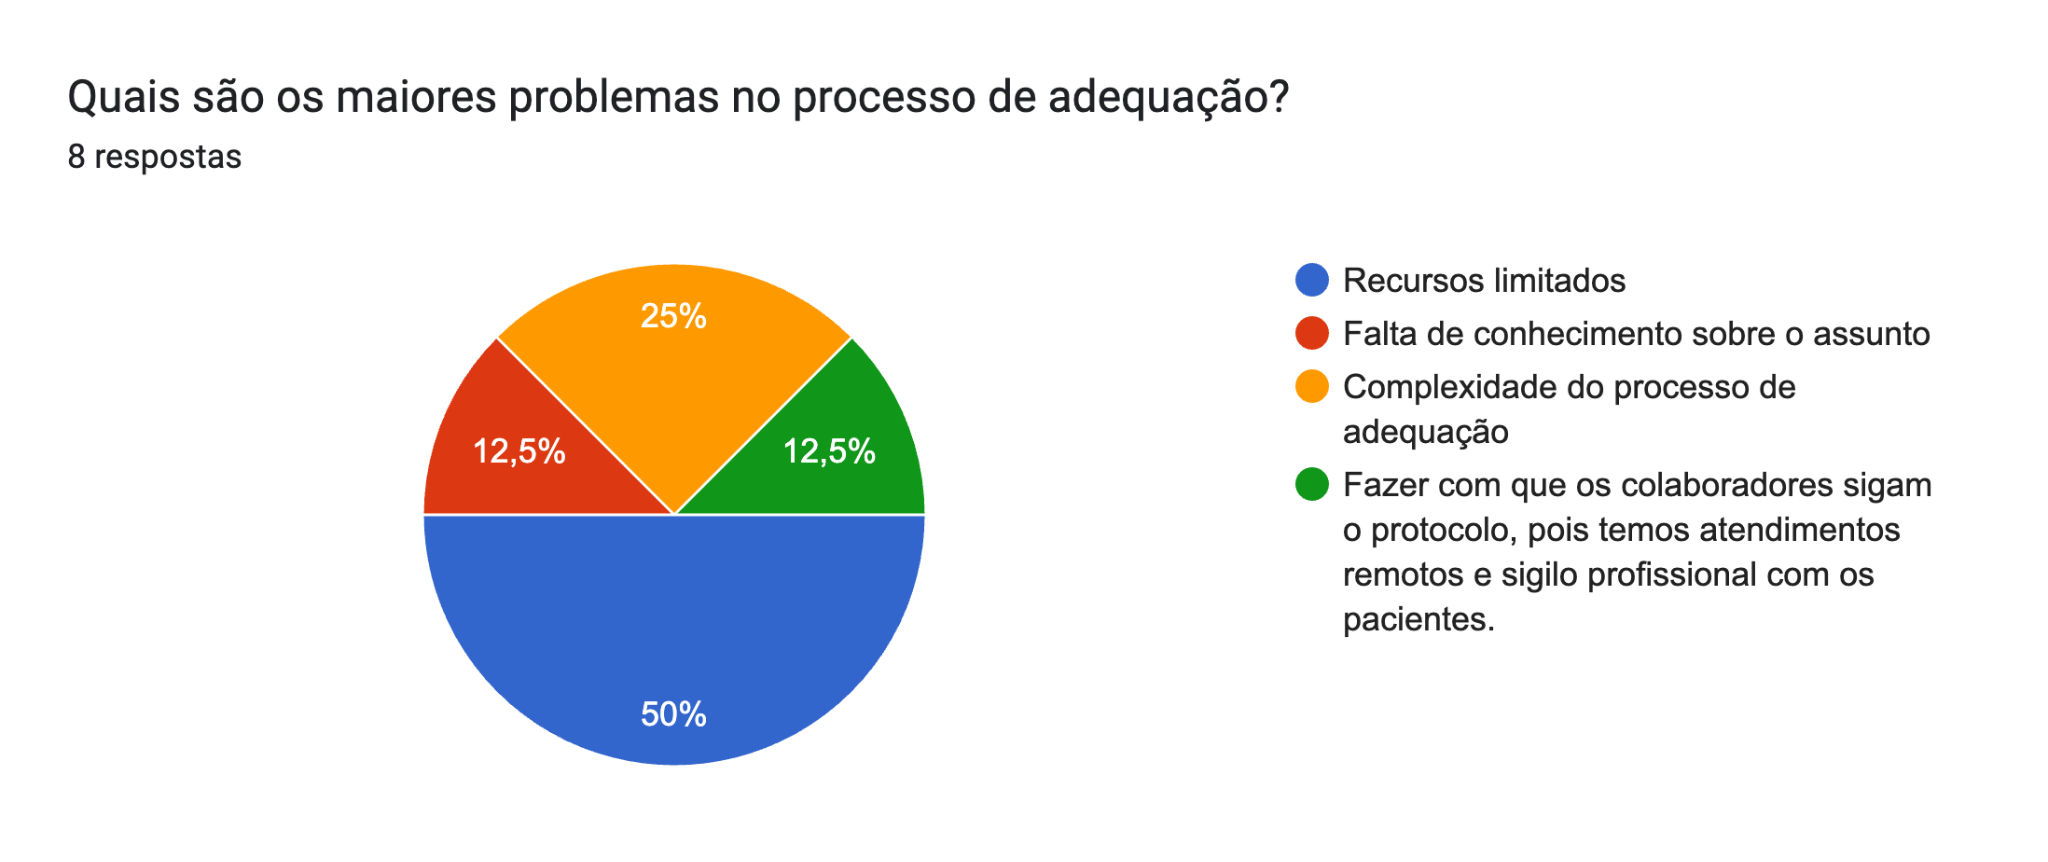 Quais são os maiores problemas no processo de adequação?
8 respostas
25%
12,5%
12,5%
50%
Recursos limitados
Falta de conhecimento sobre o assunto
Complexidade do processo de
adequação
Fazer com que os colaboradores sigam
o protocolo, pois temos atendimentos
remotos e sigilo profissional com os
pacientes.